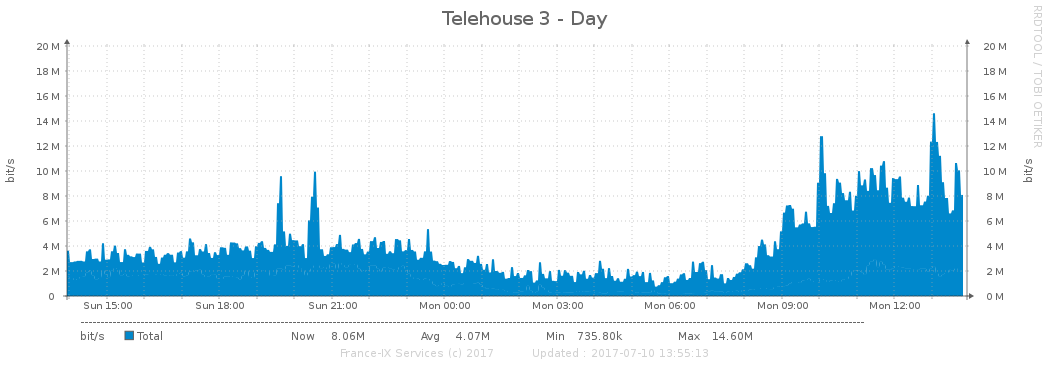 Telehouse 3 - Day
RRDTOOL / TOBI OETIKER
bit/s
bit/s
20 M 20 M
18 M 18 M
16 M 16 M
14 M 14 M
12 M 12 M
10 M 10 M
8 M 8 M
6 M 6 M
4 M 4 M
2 M 2 M
0 0 M
Sun 15:00 Sun 18:00 Sun 21:00 Mon 00:00 Mon 03:00 Mon 06:00 Mon 09:00 Mon 12:00
bit/s Total Now 8.06M Avg 4.07M Min 735.80k Max 14.60M
France-IX Services (c) 2017 Updated : 2017-07-10 13:55:13